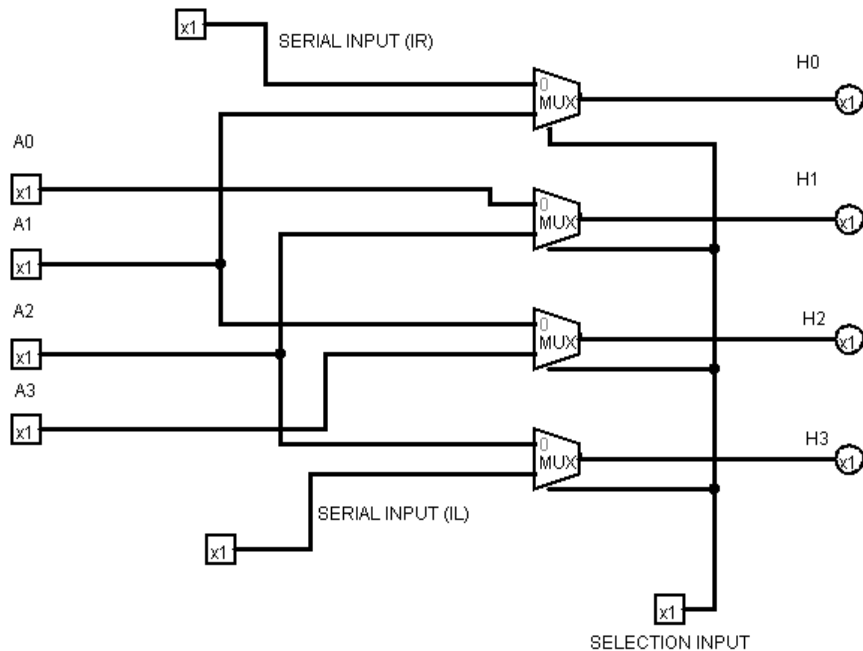 x1
SERIAL INPUT (IR)
H0
0
MUX
x1
A0
x1
H1
0
MUX
x1
A1
x1
A2
H2
0
MUX
x1
x1
A3
x1
H3
0
MUX
x1
SERIAL INPUT (IL)
x1
x1
SELECTION INPUT